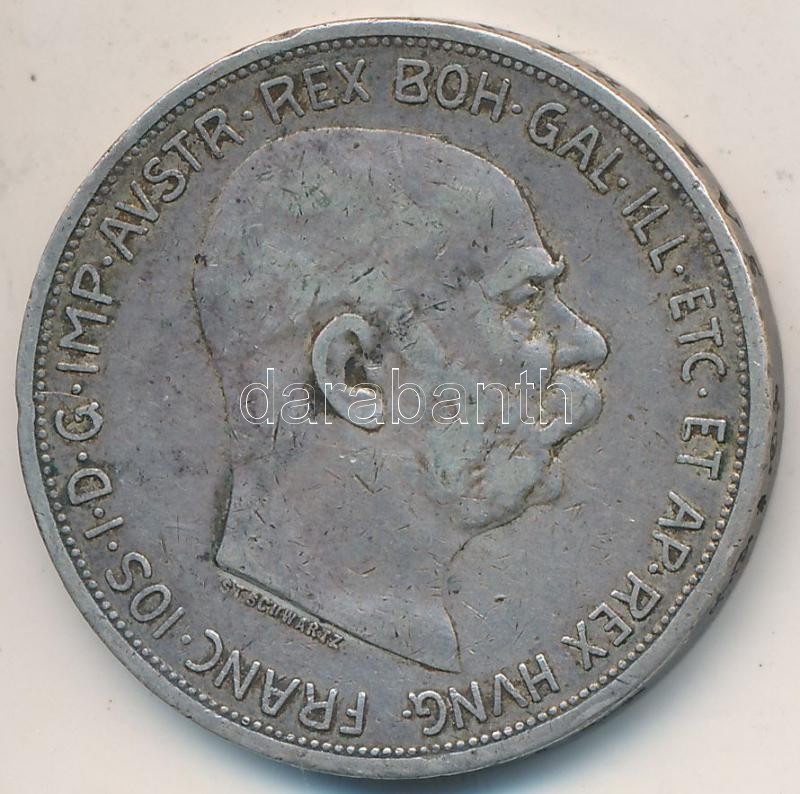 FRANC·IOS·I·D·G·IMP·AVSTR·REX BOH·GAL·ILL·ETC·ET AP·REX HVNG·
ST.SCHWARTZ
darabanth